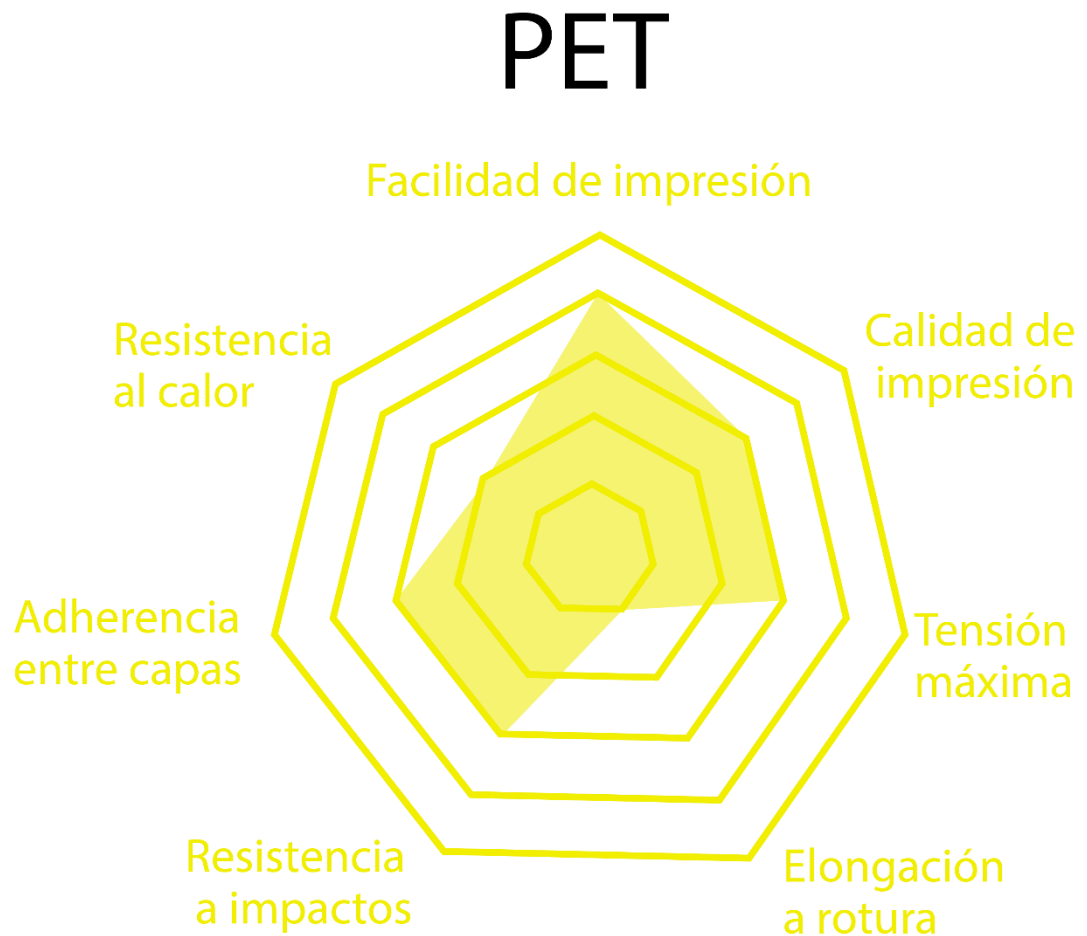 PET
Facilidad de impresión
Calidad de
impresión
Resistencia
al calor
Adherencia
entre capas
Tensión
máxima
Resistencia
a impactos
Elongación
a rotura